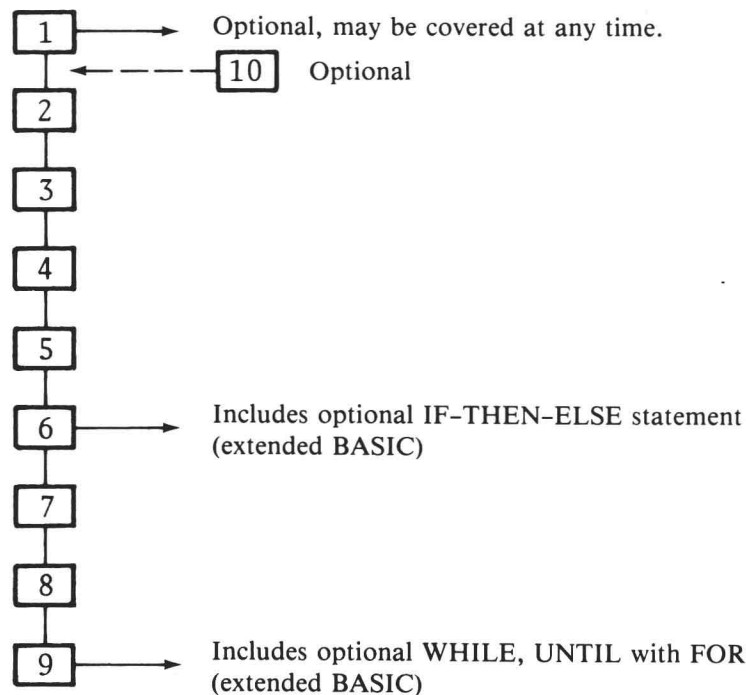 1 Optional, may be covered at any time.
10 Optional
2
3
4
5
6 Includes optional IF-THEN-ELSE statement
(extended BASIC)
7
8
9 Includes optional WHILE, UNTIL with FOR
(extended BASIC)